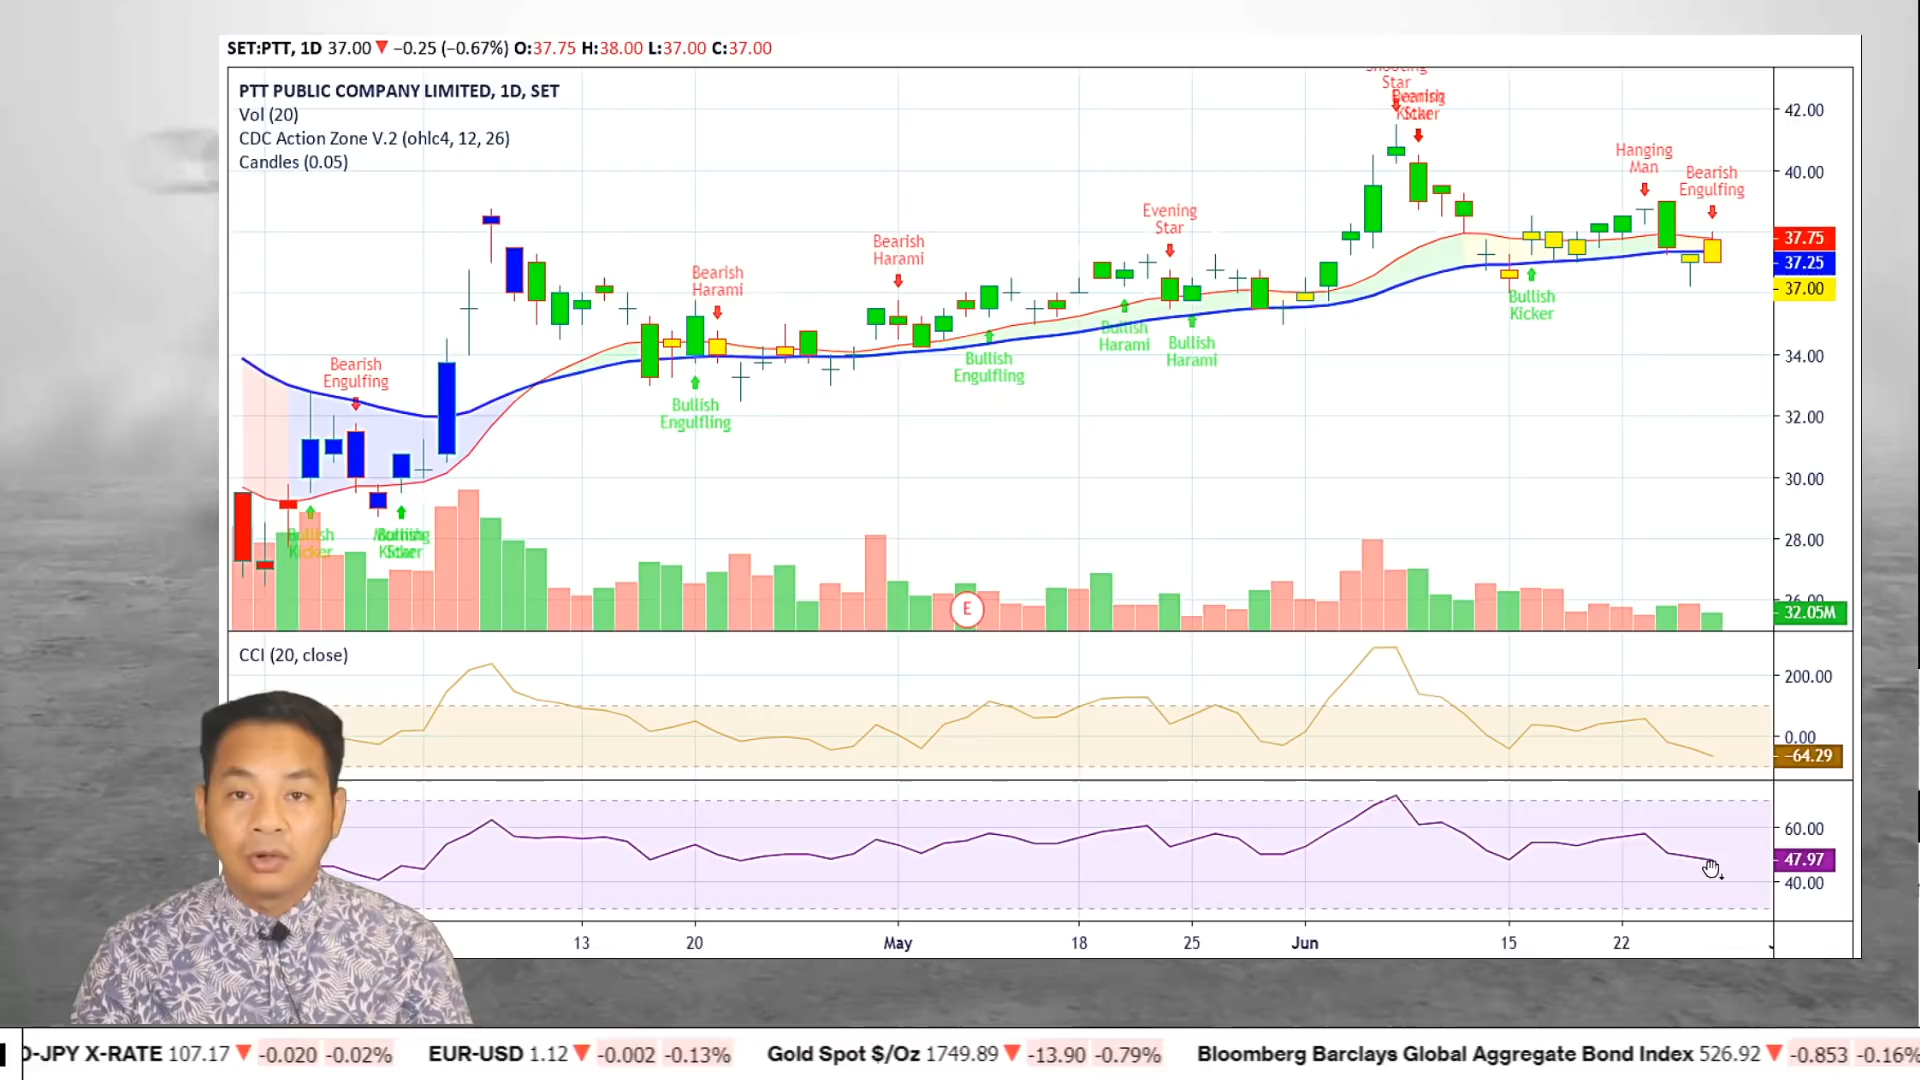 SET:PTT, 1D 37.00 ▼ −0.25 (−0.67%) O:37.75 H:38.00 L:37.00 C:37.00
PTT PUBLIC COMPANY LIMITED, 1D, SET
Vol (20)
CDC Action Zone V.2 (ohlc4, 12, 26)
Candles (0.05)
Bearish
Engulfing
Bullish
Kicker
Bearish
Harami
Bullish
Engulfling
Bearish
Harami
Bullish
Engulfling
Evening
Star
Bullish
Harami
Bullish
Harami
Star
Bullish
Kicker
Hanging
Man
Bearish
Engulfing
E
42.00
40.00
37.75
37.25
37.00
34.00
32.00
30.00
28.00
32.05M
CCI (20, close)
200.00
0.00
−64.29
60.00
47.97
40.00
13
20
May
18
25
Jun
15
22
-JPY X-RATE 107.17 ▼ -0.020 -0.02%
EUR-USD 1.12 ▼ -0.002 -0.13%
Gold Spot $/Oz 1749.89 ▼ -13.90 -0.79%
Bloomberg Barclays Global Aggregate Bond Index 526.92 ▼ -0.853 -0.16%